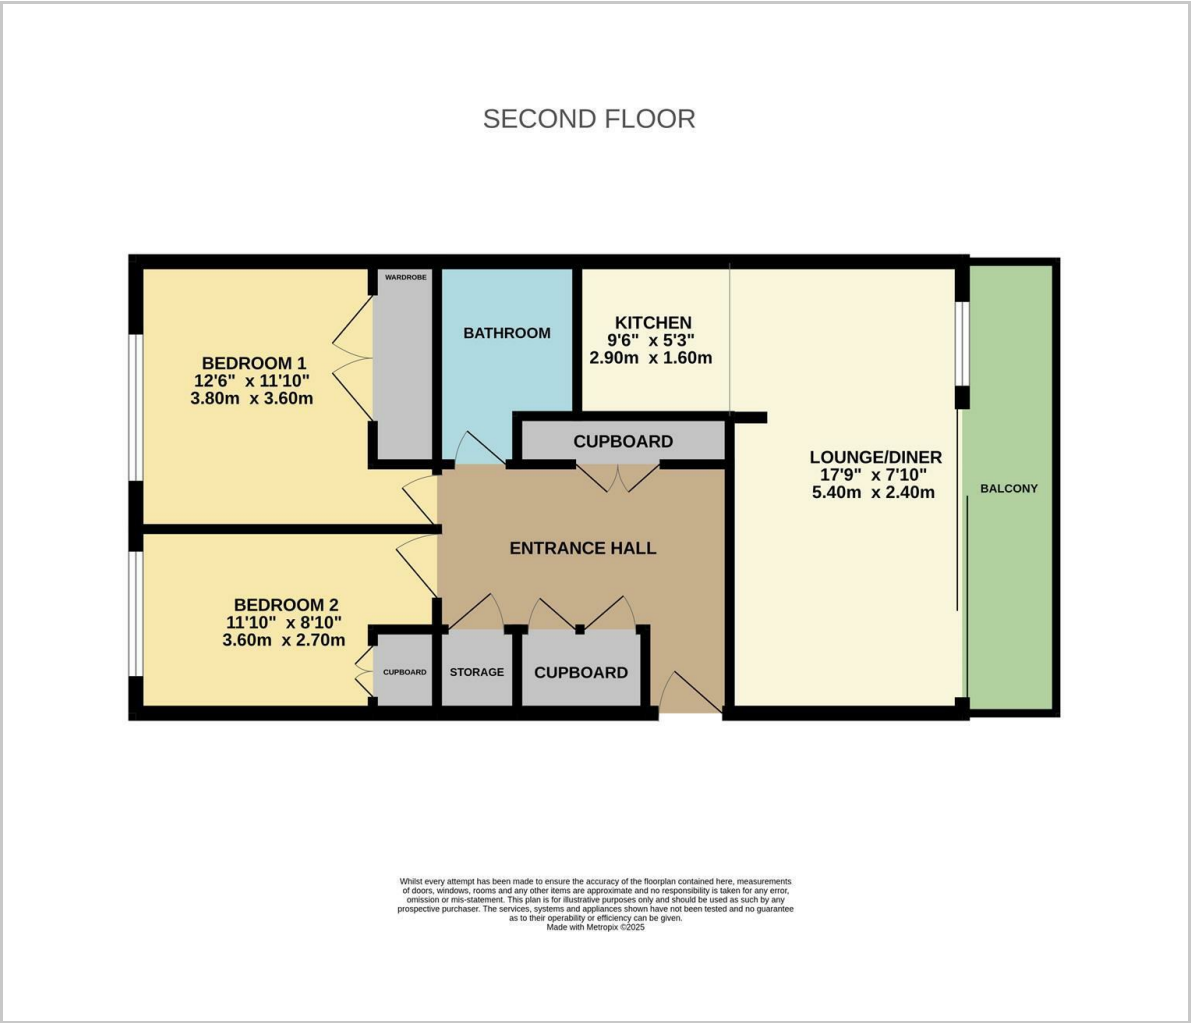 SECOND FLOOR
WARDROBE
BATHROOM
KITCHEN
9'6" x 5'3"
2.90m x 1.60m
BEDROOM 1
12'6" x 11'10"
3.80m x 3.60m
CUPBOARD
LOUNGE/DINER
17'9" x 7'10"
5.40m x 2.40m
BALCONY
ENTRANCE HALL
BEDROOM 2
11'10" x 8'10"
3.60m x 2.70m
CUPBOARD
STORAGE
CUPBOARD
Whilst every attempt has been made to ensure the accuracy of the floorplan contained here, measurements
of doors, windows, rooms and any other items are approximate and no responsibility is taken for any error,
omission or mis-statement. This plan is for illustrative purposes only and should be used as such by any
prospective purchaser. The services, systems and appliances shown have not been tested and no guarantee
as to their operability or efficiency can be given.
Made with Metropix ©2025